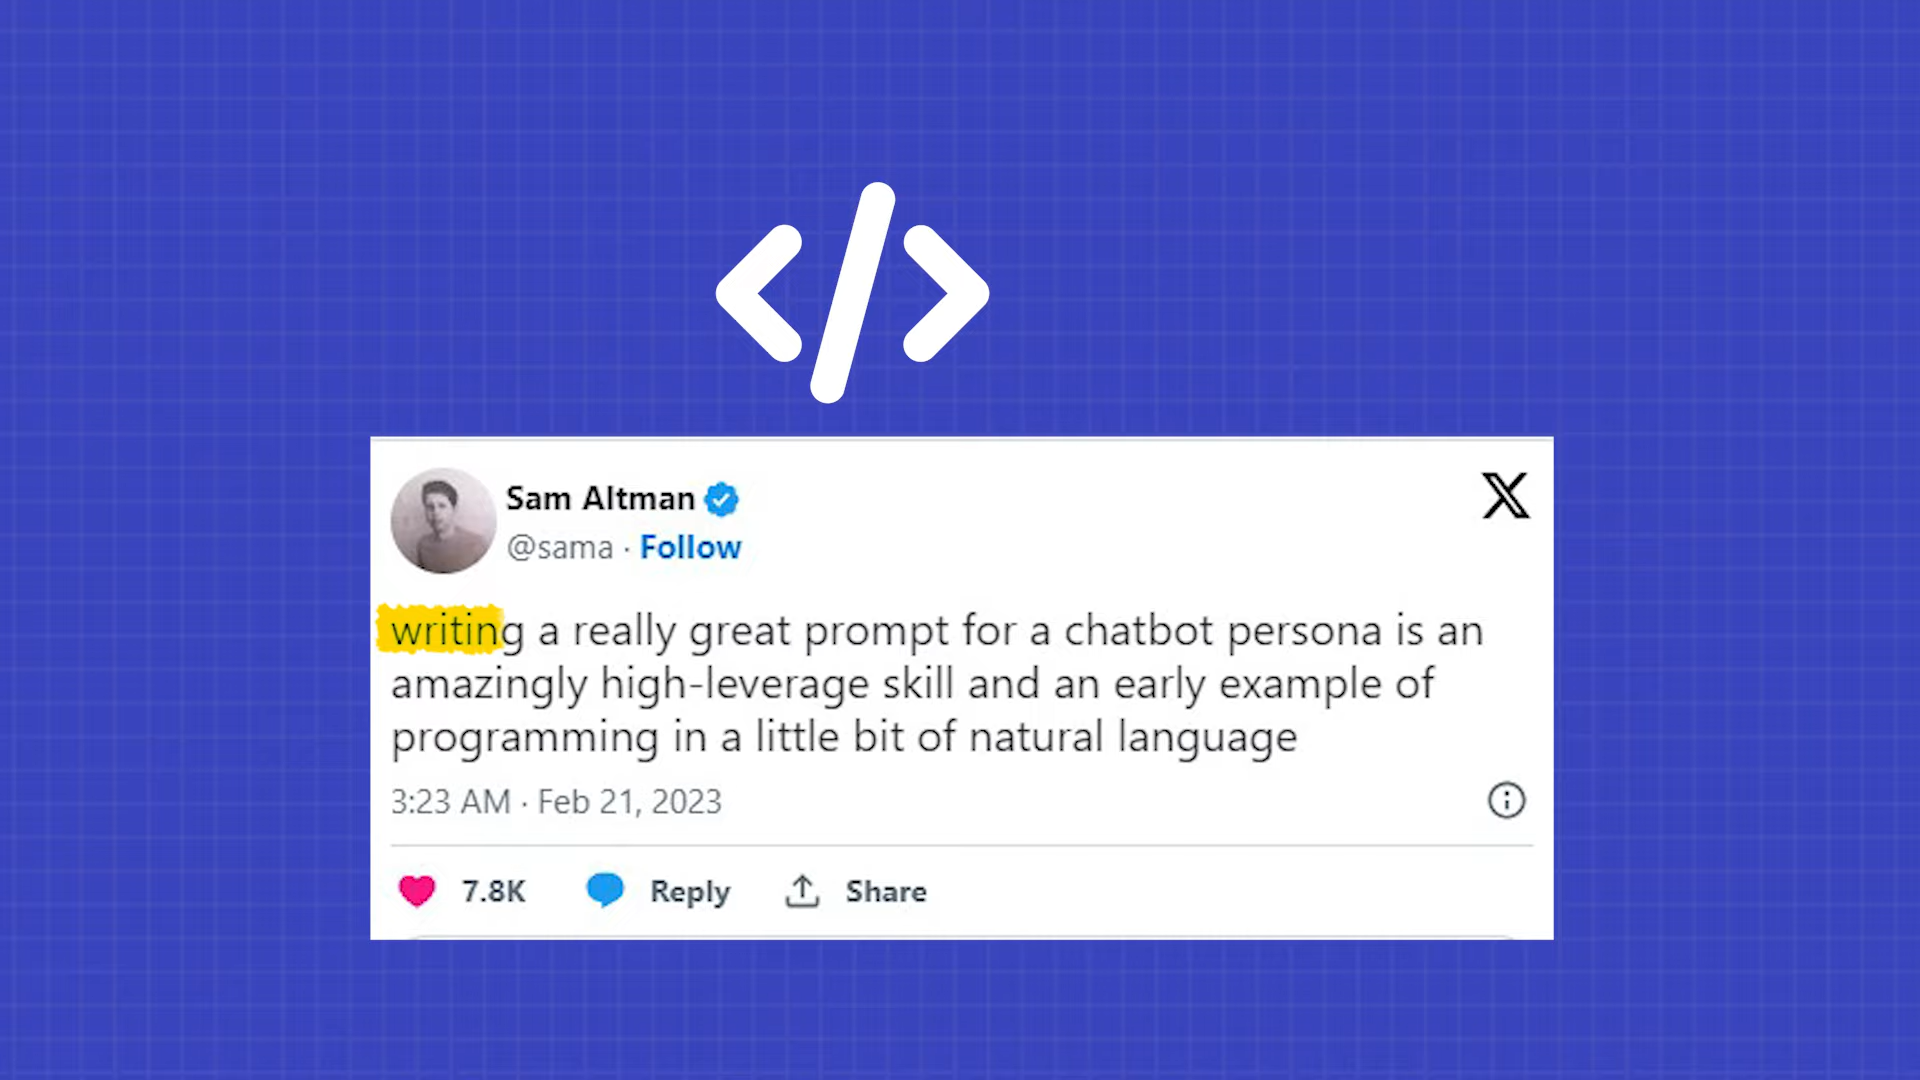 </>
Sam Altman
@sama · Follow
writing a really great prompt for a chatbot persona is an
amazingly high-leverage skill and an early example of
programming in a little bit of natural language
3:23 AM · Feb 21, 2023
7.8K Reply Share